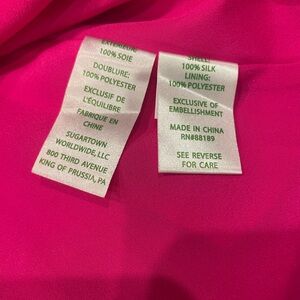 EXTÉRIEUR:
100% SOIE
DOUBLURE:
100% POLYESTER
EXCLUSIF DE
L'ÉQUILIBRE
FABRIQUE EN
CHINE
SUGARTOWN
WORLDWIDE, LLC
800 THIRD AVENUE
KING OF PRUSSIA, PA
SHELL:
100% SILK
LINING:
100% POLYESTER
EXCLUSIVE OF
EMBELLISHMENT
MADE IN CHINA
RN#88189
SEE REVERSE
FOR CARE